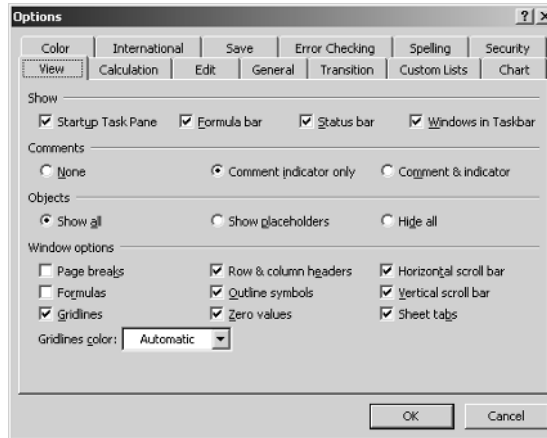 Options
Color International Save Error Checking Spelling Security
View Calculation Edit General Transition Custom Lists Chart
Show
Startup Task Pane Formula bar Status bar Windows in Taskbar
Comments
None Comment indicator only Comment & indicator
Objects
Show all Show placeholders Hide all
Window options
Page breaks Row & column headers Horizontal scroll bar
Formulas Outline symbols Vertical scroll bar
Gridlines Zero values Sheet tabs
Gridlines color: Automatic
OK Cancel